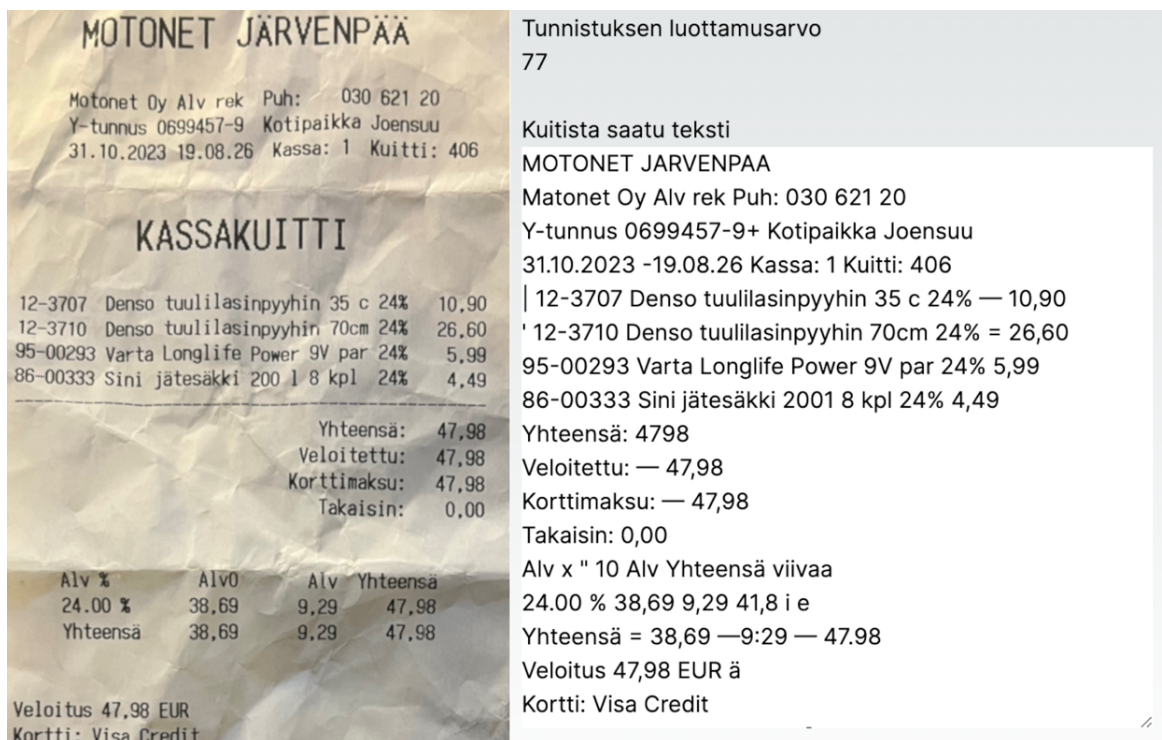 MOTONET JÄRVENPÄÄ
Motonet Oy Alv rek Puh: 030 621 20
Y-tunnus 0699457-9 Kotipaikka Joensuu
31.10.2023 19.08.26 Kassa: 1 Kuitti: 406
KASSAKUITTI
12-3707 Denso tuulilasinpyyhin 35 c 24% 10,90
12-3710 Denso tuulilasinpyyhin 70cm 24% 26,60
95-00293 Varta Longlife Power 9V par 24% 5,99
86-00333 Sini jätesäkki 200 l 8 kpl 24% 4,49
Yhteensä: 47,98
Veloitettu: 47,98
Korttimaksu: 47,98
Takaisin: 0,00
Alv % Alv0 Alv Yhteensä
24.00 % 38,69 9,29 47,98
Yhteensä 38,69 9,29 47,98
Veloitus 47,98 EUR
Kortti: Visa Credit
Tunnistuksen luottamusarvo
77
Kuitista saatu teksti
MOTONET JARVENPAA
Matonet Oy Alv rek Puh: 030 621 20
Y-tunnus 0699457-9+ Kotipaikka Joensuu
31.10.2023 -19.08.26 Kassa: 1 Kuitti: 406
| 12-3707 Denso tuulilasinpyyhin 35 c 24% — 10,90
' 12-3710 Denso tuulilasinpyyhin 70cm 24% = 26,60
95-00293 Varta Longlife Power 9V par 24% 5,99
86-00333 Sini jätesäkki 2001 8 kpl 24% 4,49
Yhteensä: 4798
Veloitettu: — 47,98
Korttimaksu: — 47,98
Takaisin: 0,00
Alv x " 10 Alv Yhteensä viivaa
24.00 % 38,69 9,29 41,8 i e
Yhteensä = 38,69 —9:29 — 47.98
Veloitus 47,98 EUR ä
Kortti: Visa Credit